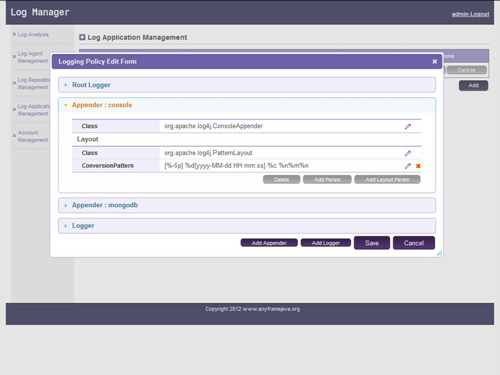 Log Manager
admin Logout
Log Analysis
Log Application Management
Log Agent
Management
Logging Policy Edit Form
Delete
Root Logger
Log Reposito
Management
Add
Appender : console
Log Applicatio
Management
Class org.apache.log4j.ConsoleAppender
Account
Management
Layout
Class org.apache.log4j.PatternLayout
ConversionPattern [%-5p] %d{yyyy-MM-dd HH:mm:ss} %c %n%m%n
Delete Add Param Add Layout Param
Appender : mongodb
Logger
Add Appender Add Logger Save Cancel
Copyright 2012 www.anyframejava.org